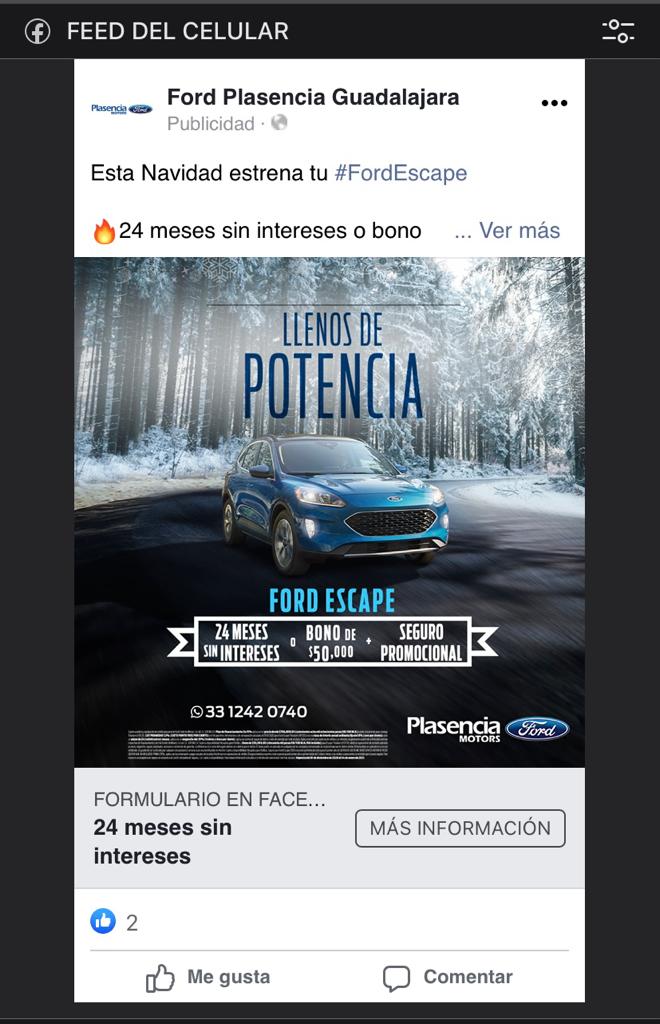 FEED DEL CELULAR
Plasencia Ford
MOTORS
Ford Plasencia Guadalajara
Publicidad ·
Esta Navidad estrena tu #FordEscape
🔥24 meses sin intereses o bono ... Ver más
LLENOS DE
POTENCIA
FORD ESCAPE
24 MESES
SIN INTERESES
o
BONO DE
$50,000
+
SEGURO
PROMOCIONAL
33 1242 0740
Plasencia
MOTORS
Ford
FORMULARIO EN FACE...
24 meses sin
intereses
MÁS INFORMACIÓN
2
Me gusta
Comentar